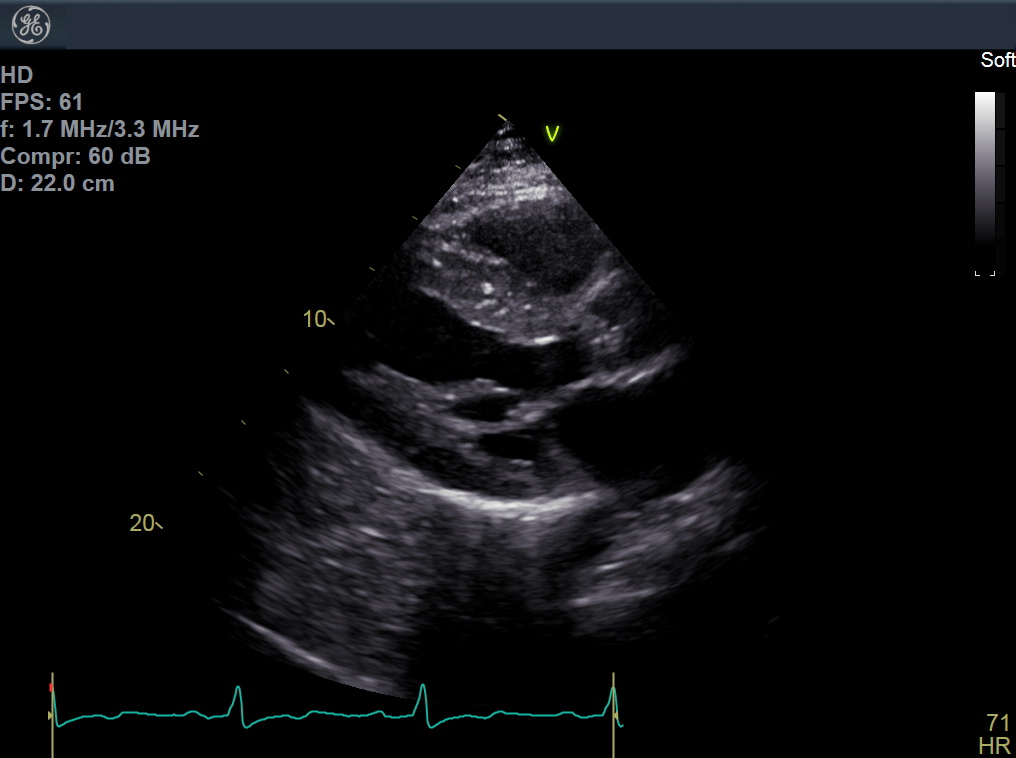 HD
FPS: 61
f: 1.7 MHz/3.3 MHz
Compr: 60 dB
D: 22.0 cm
Soft
V
10
20
71
HR